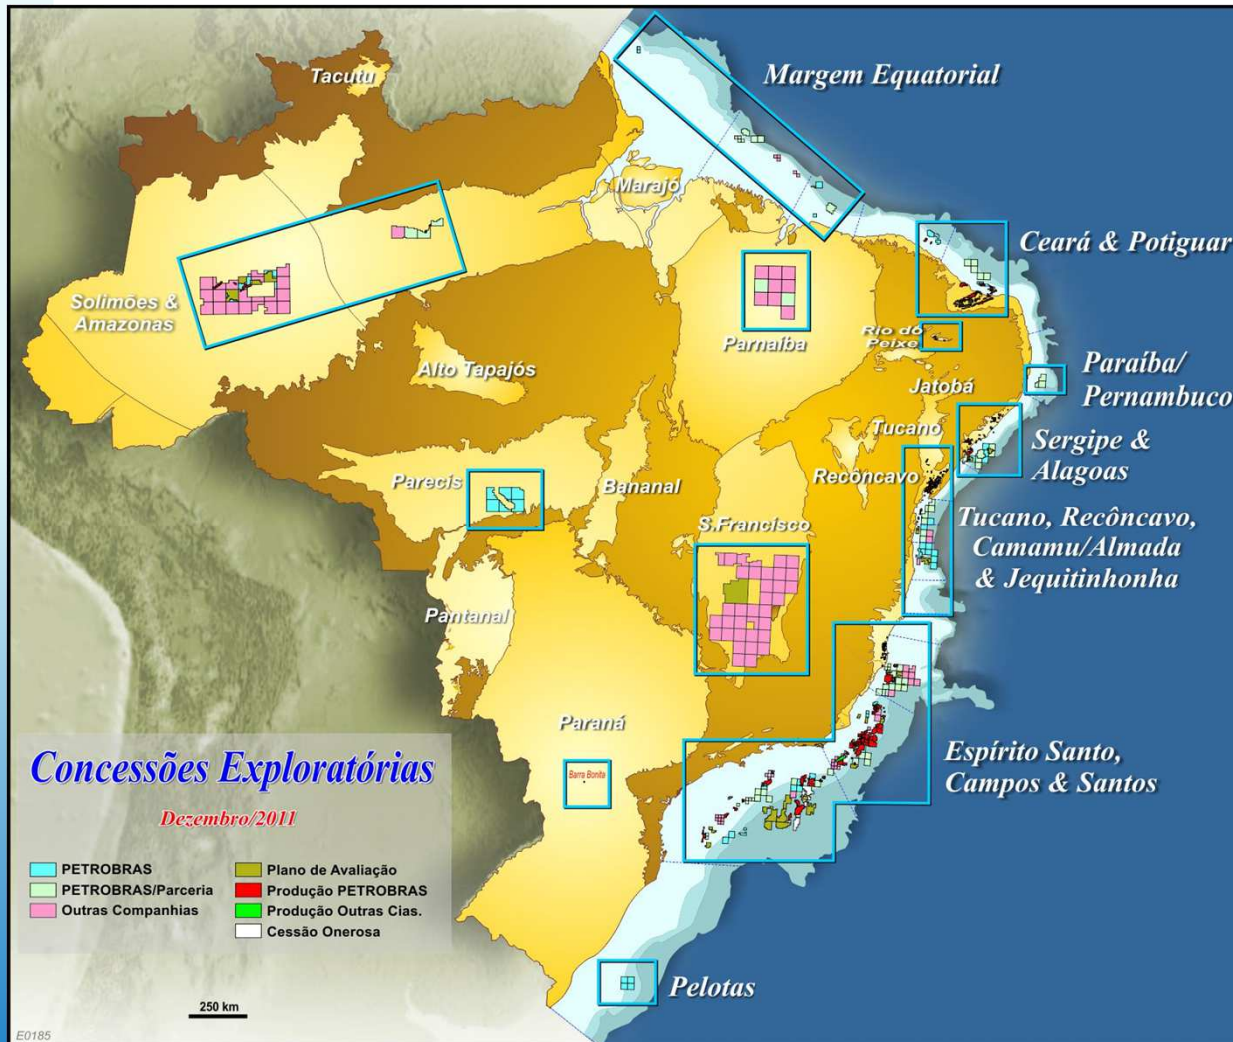 Tacutu
Margem Equatorial
Marajó
Ceará & Potiguar
Solimões &
Amazonas
Parnaíba
Rio do
Peixe
Alto Tapajós
Jatobá
Paraíba/
Pernambuco
Tucano
Sergipe &
Alagoas
Parecis
Bananal
Recôncavo
S.Francisco
Tucano, Recôncavo,
Camamu/Almada
& Jequitinhonha
Pantanal
Paraná
Barra Bonita
Espírito Santo,
Campos & Santos
Concessões Exploratórias
Dezembro/2011
PETROBRAS
PETROBRAS/Parceria
Outras Companhias
Plano de Avaliação
Produção PETROBRAS
Produção Outras Cias.
Cessão Onerosa
Pelotas
250 km
E0185